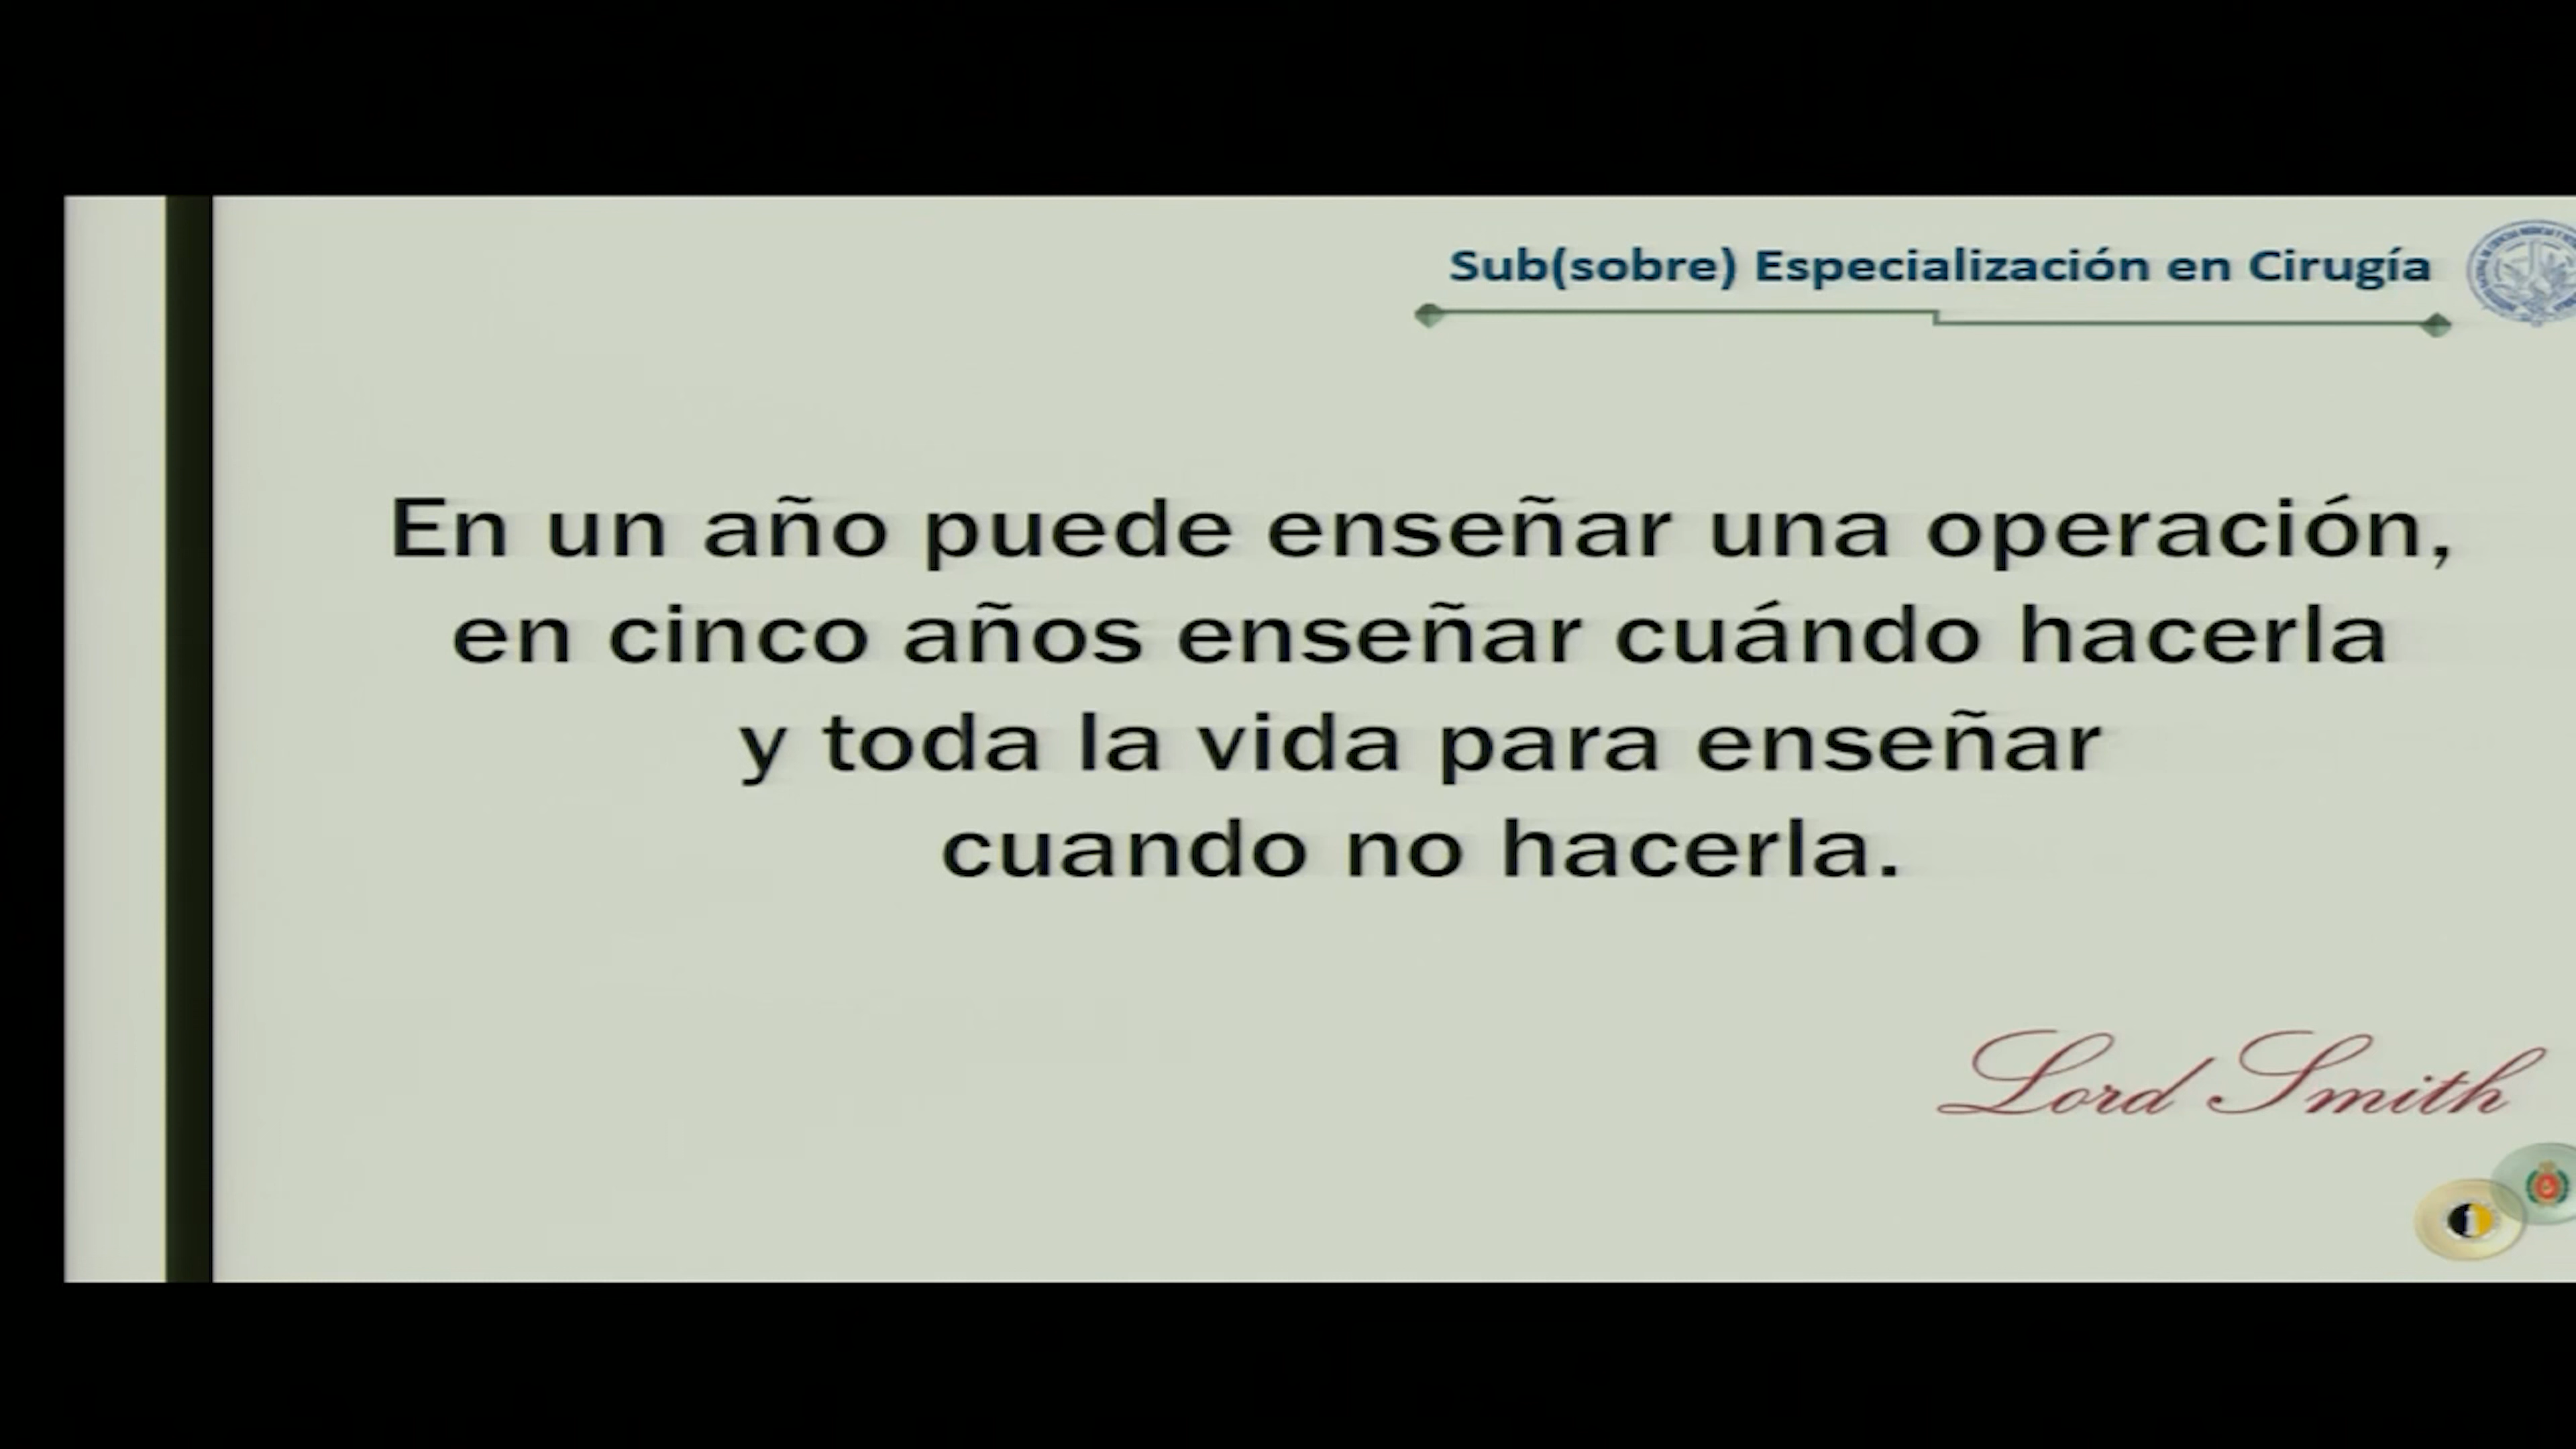 Sub(sobre) Especialización en Cirugía
En un año puede enseñar una operación,
en cinco años enseñar cuándo hacerla
y toda la vida para enseñar
cuando no hacerla.
Lord Smith